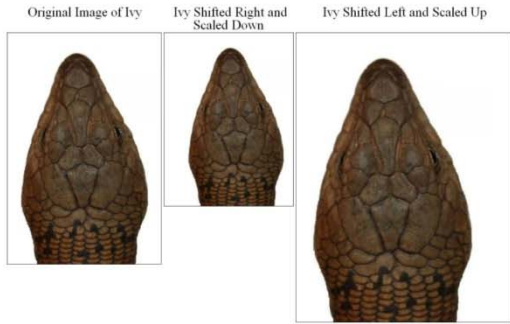 Original Image of Ivy
Ivy Shifted Right and
Scaled Down
Ivy Shifted Left and Scaled Up